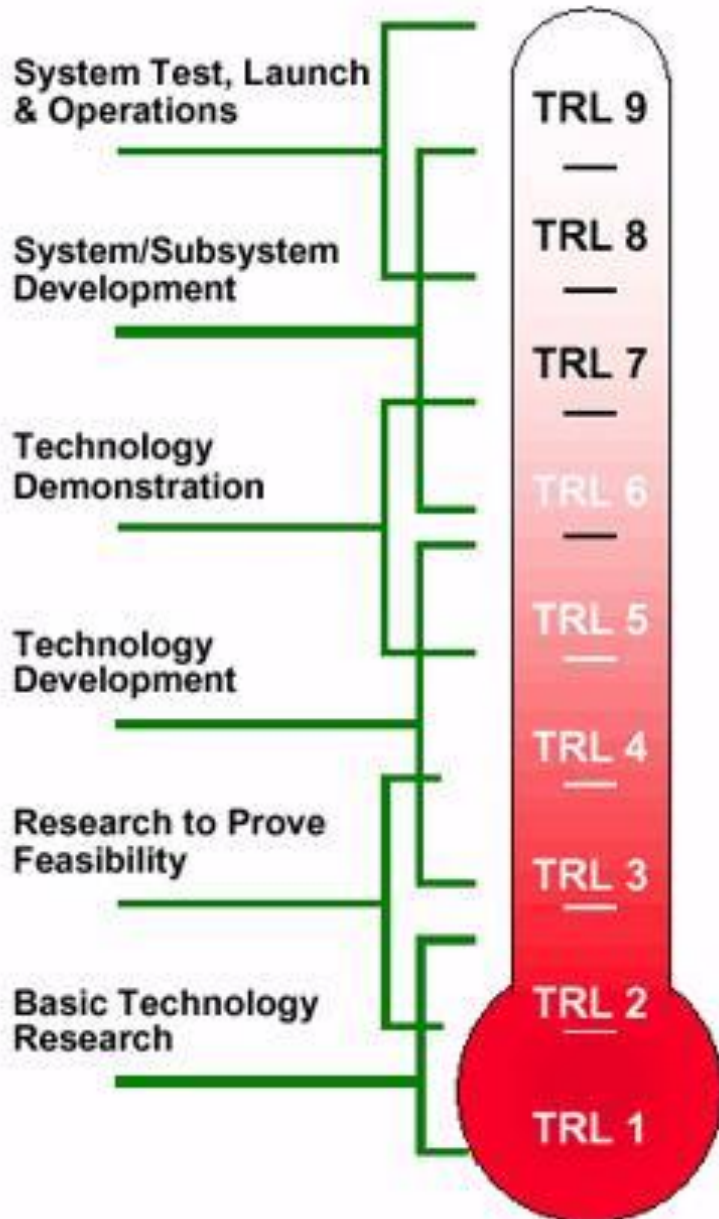 System Test, Launch
& Operations
System/Subsystem
Development
Technology
Demonstration
Technology
Development
Research to Prove
Feasibility
Basic Technology
Research
TRL 9
TRL 8
TRL 7
TRL 6
TRL 5
TRL 4
TRL 3
TRL 2
TRL 1